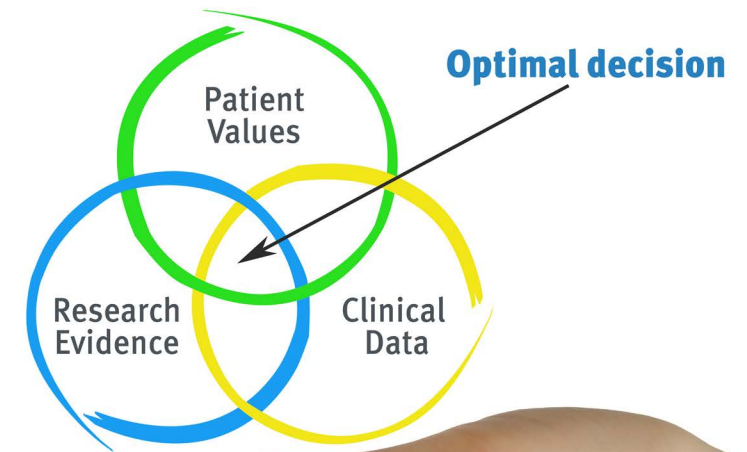 Optimal decision
Patient
Values
Research
Evidence
Clinical
Data